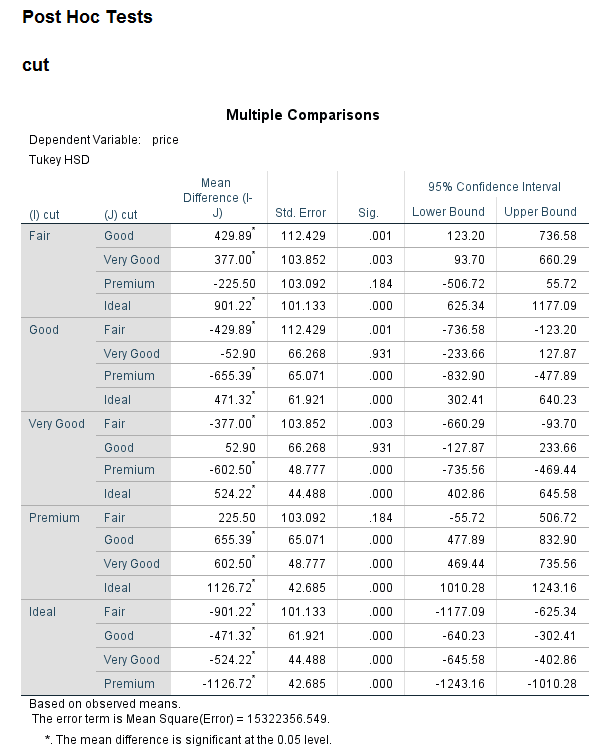 Post Hoc Tests
cut
Multiple Comparisons
Dependent Variable: price
Tukey HSD
(I) cut (J) cut Mean Difference (I-J) Std. Error Sig. 95% Confidence Interval
Lower Bound Upper Bound
Fair Good 429.89* 112.429 .001 123.20 736.58
Very Good 377.00* 103.852 .003 93.70 660.29
Premium -225.50 103.092 .184 -506.72 55.72
Ideal 901.22* 101.133 .000 625.34 1177.09
Good Fair -429.89* 112.429 .001 -736.58 -123.20
Very Good -52.90 66.268 .931 -233.66 127.87
Premium -655.39* 65.071 .000 -832.90 -477.89
Ideal 471.32* 61.921 .000 302.41 640.23
Very Good Fair -377.00* 103.852 .003 -660.29 -93.70
Good 52.90 66.268 .931 -127.87 233.66
Premium -602.50* 48.777 .000 -735.56 -469.44
Ideal 524.22* 44.488 .000 402.86 645.58
Premium Fair 225.50 103.092 .184 -55.72 506.72
Good 655.39* 65.071 .000 477.89 832.90
Very Good 602.50* 48.777 .000 469.44 735.56
Ideal 1126.72* 42.685 .000 1010.28 1243.16
Ideal Fair -901.22* 101.133 .000 -1177.09 -625.34
Good -471.32* 61.921 .000 -640.23 -302.41
Very Good -524.22* 44.488 .000 -645.58 -402.86
Premium -1126.72* 42.685 .000 -1243.16 -1010.28
Based on observed means.
The error term is Mean Square(Error) = 15322356.549.
*. The mean difference is significant at the 0.05 level.